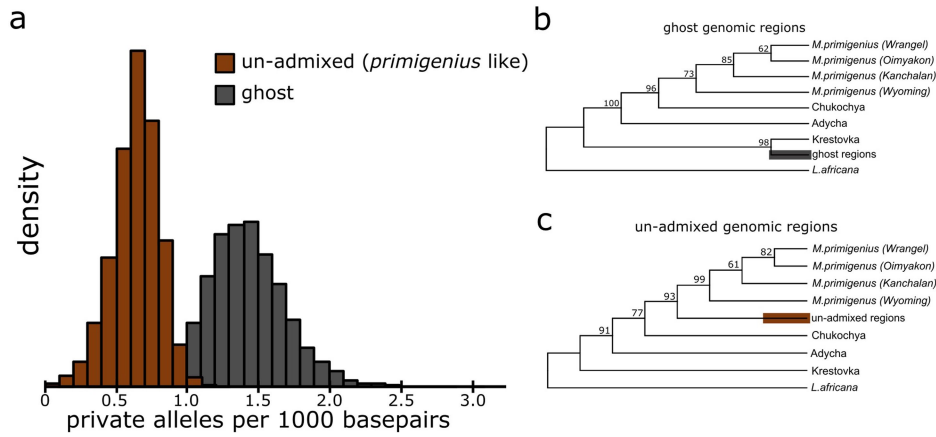 a
un-admixed (primigenius like)
ghost
density
0 0.5 1.0 1.5 2.0 2.5 3.0
private alleles per 1000 basepairs
b
ghost genomic regions
62 M.primigenius (Wrangel)
85 M.primigenius (Oimyakon)
73 M.primigenius (Kanchalan)
96 M.primigenius (Wyoming)
100 Chukochya
Adycha
98 Krestovka
ghost regions
L.africana
c
un-admixed genomic regions
82 M.primigenius (Wrangel)
61 M.primigenius (Oimyakon)
99 M.primigenius (Kanchalan)
93 M.primigenus (Wyoming)
77 un-admixed regions
91 Chukochya
Adycha
Krestovka
L.africana